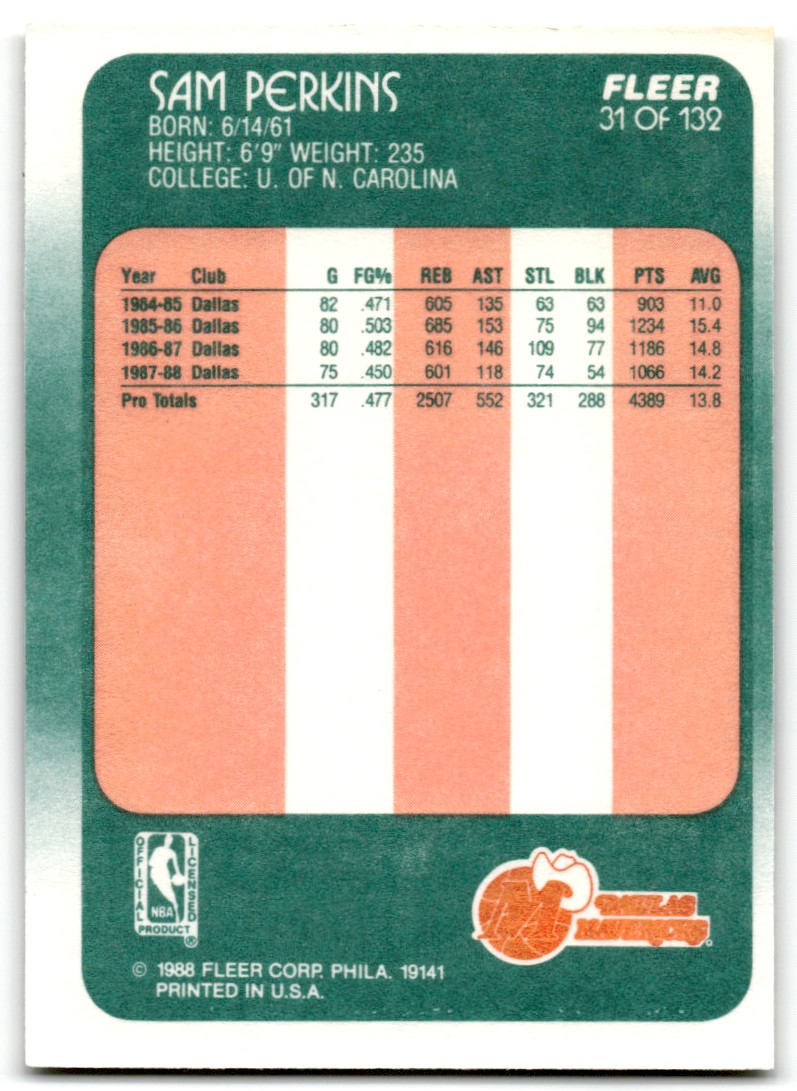 SAM PERKINS
FLEER
31 OF 132
BORN: 6/14/61
HEIGHT: 6'9" WEIGHT: 235
COLLEGE: U. OF N. CAROLINA
Year Club G FG% REB AST STL BLK PTS AVG
1984-85 Dallas 82 .471 605 135 63 63 903 11.0
1985-86 Dallas 80 .503 685 153 75 94 1234 15.4
1986-87 Dallas 80 .482 616 146 109 77 1186 14.8
1987-88 Dallas 75 .450 601 118 74 54 1066 14.2
Pro Totals 317 .477 2507 552 321 288 4389 13.8
OFFICIAL
LICENSED
NBA
PRODUCT
®
M
DALLAS
MAVERICKS
© 1988 FLEER CORP. PHILA. 19141
PRINTED IN U.S.A.